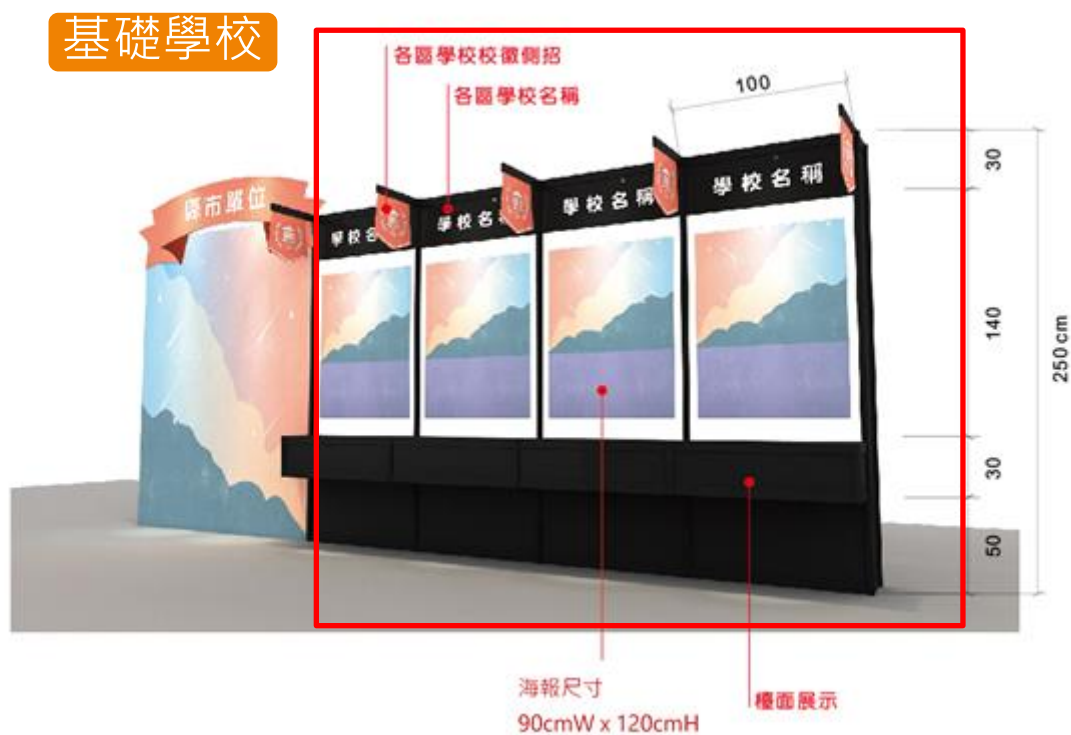 基礎學校
各區學校校徽側招
各區學校名稱
100
縣市單位
學校名
學校名
學校名稱
學校名稱
30
140
30
50
250cm
海報尺寸
90cmW x 120cmH
檯面展示